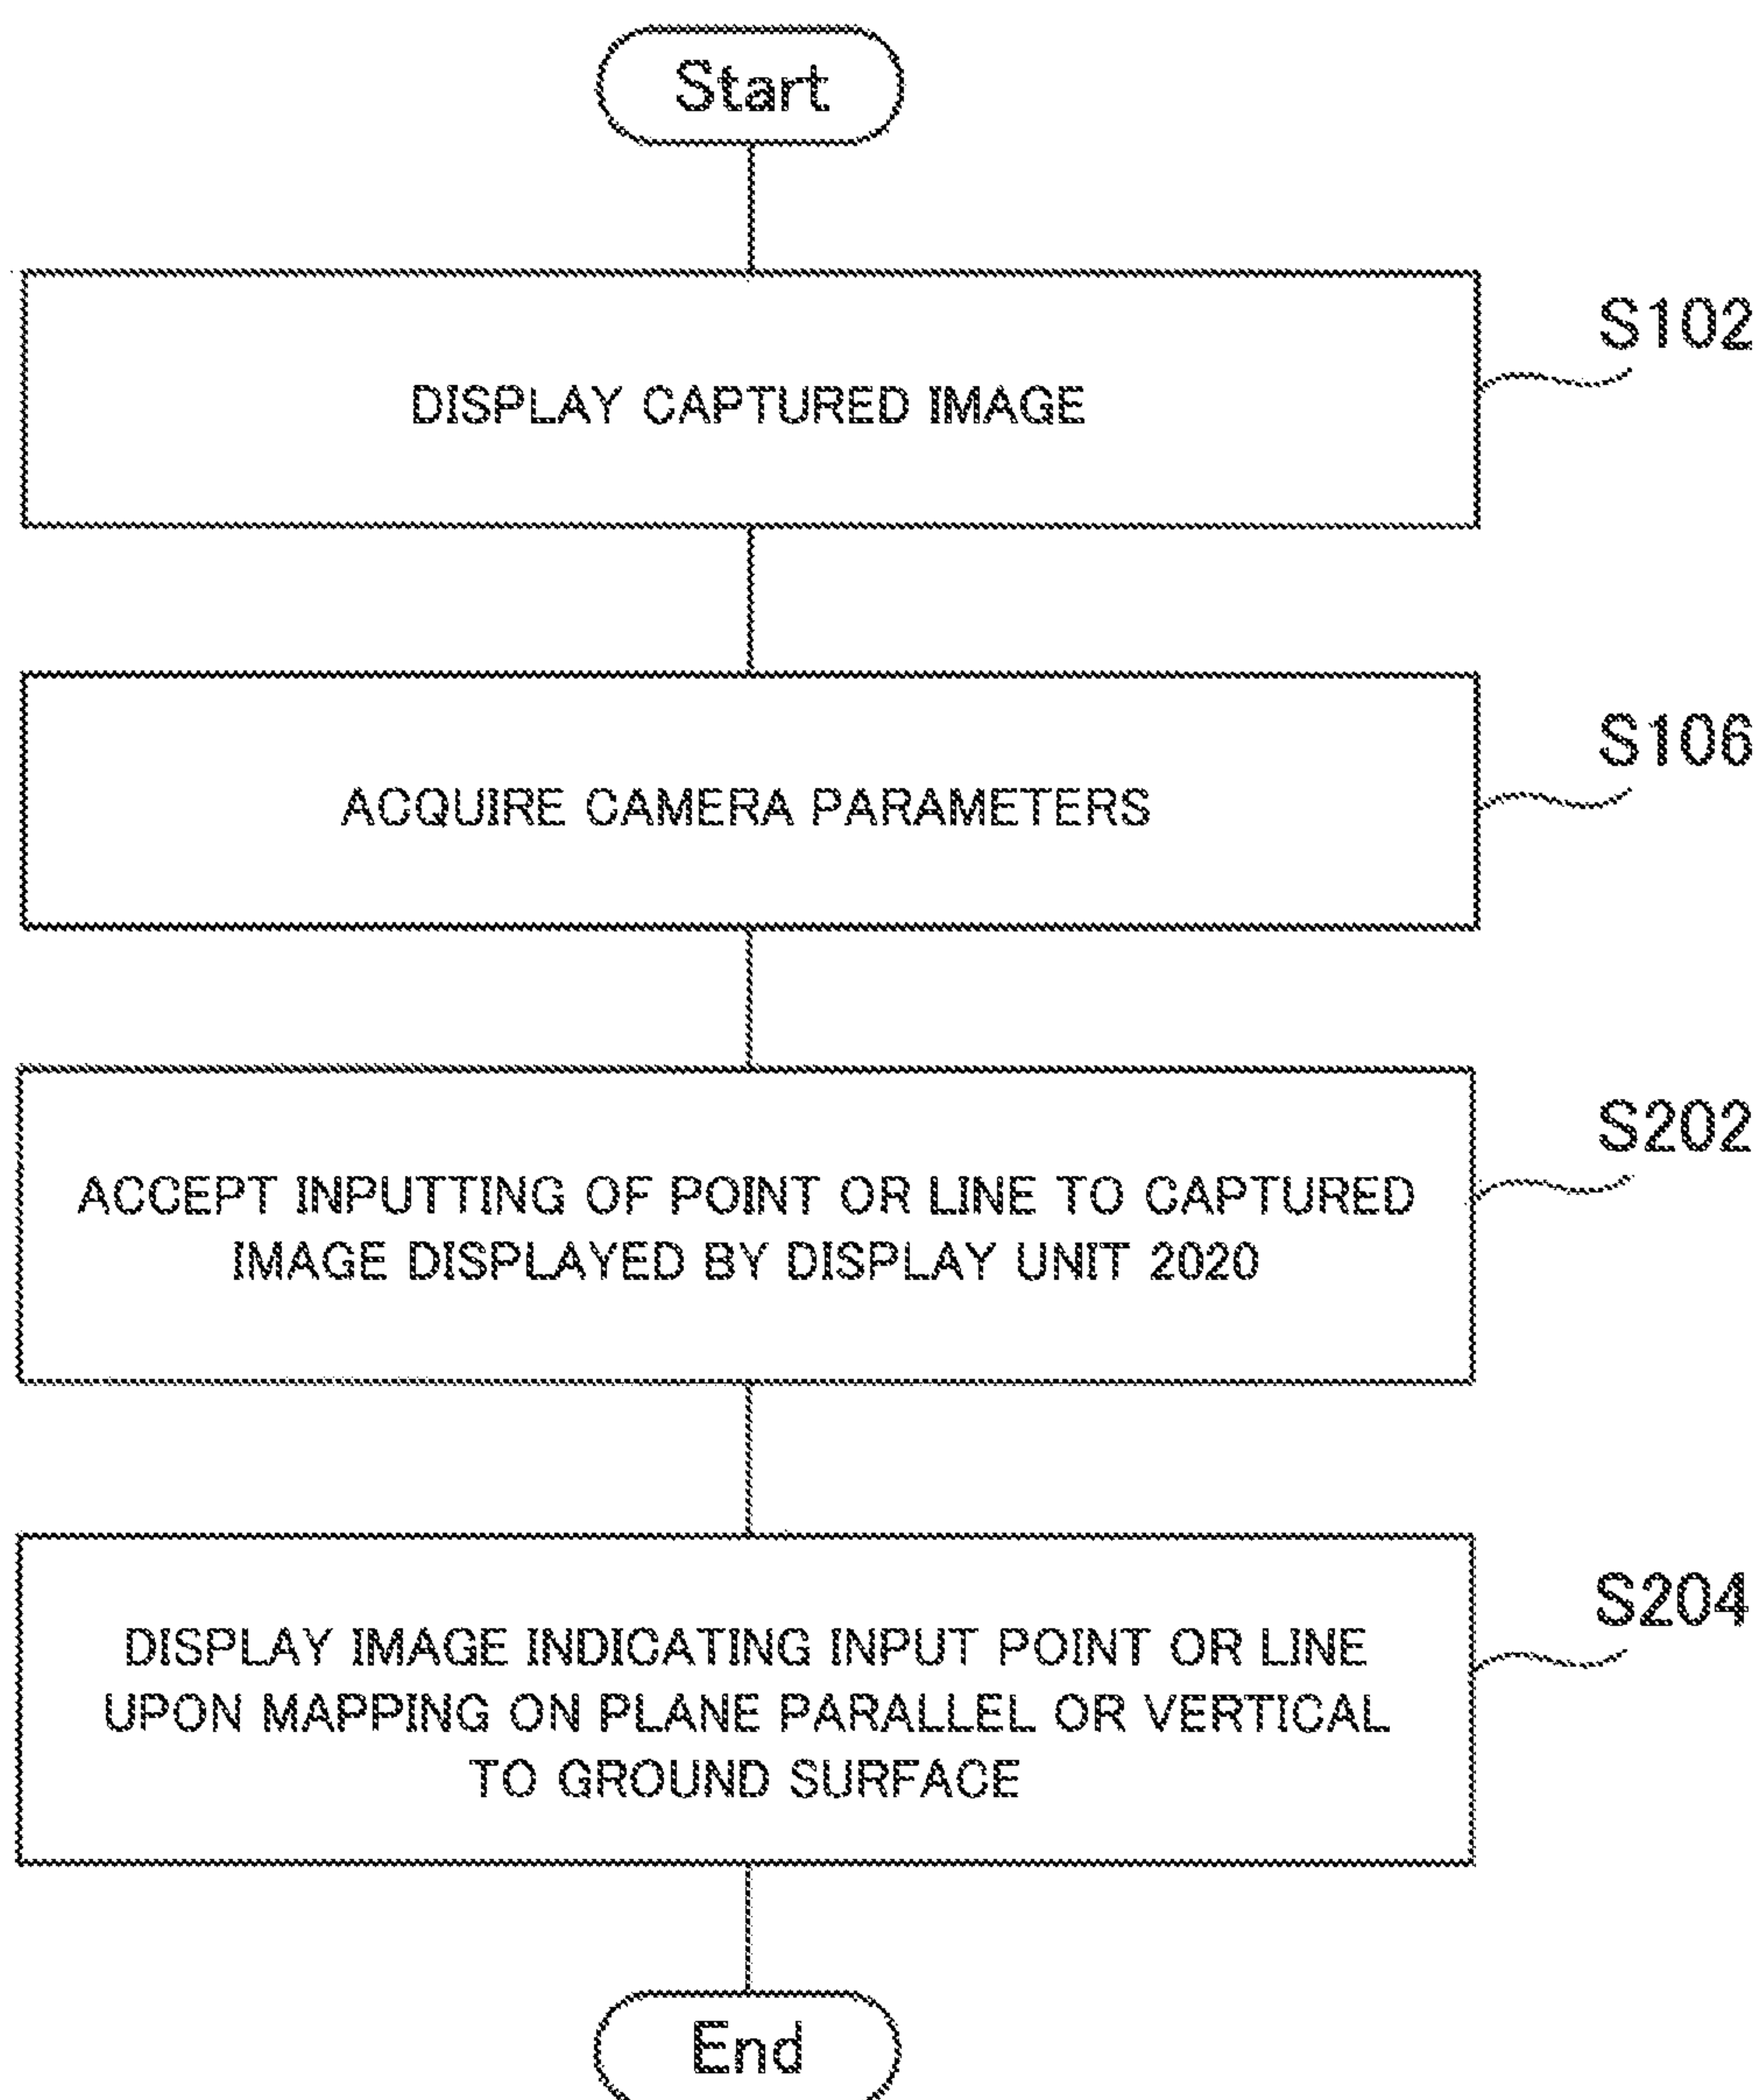 Start
S102
DISPLAY CAPTURED IMAGE
S106
ACQUIRE CAMERA PARAMETERS
S202
ACCEPT INPUTTING OF POINT OR LINE TO CAPTURED
IMAGE DISPLAYED BY DISPLAY UNIT 2020
S204
DISPLAY IMAGE INDICATING INPUT POINT OR LINE
UPON MAPPING ON PLANE PARALLEL OR VERTICAL
TO GROUND SURFACE
End